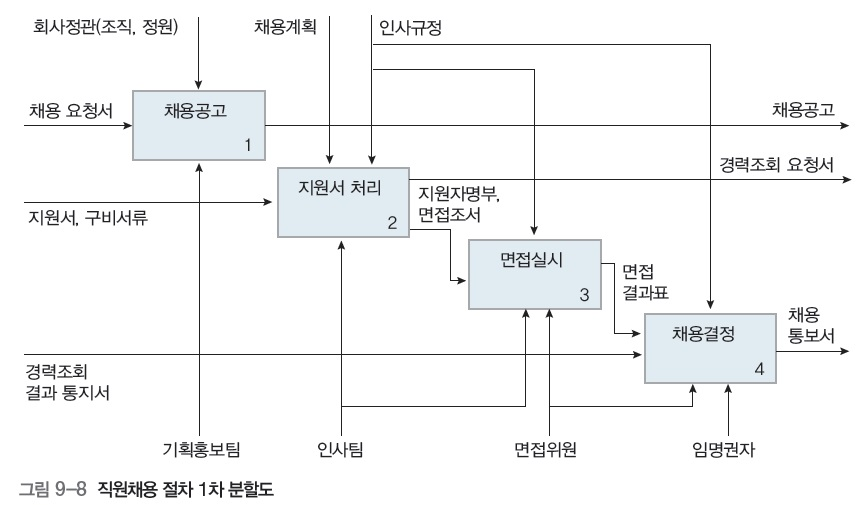 회사정관(조직, 정원)
채용계획
인사규정
채용 요청서
채용공고
1
채용공고
경력조회 요청서
지원서, 구비서류
지원서 처리
2
지원자명부,
면접조서
면접실시
3
면접
결과표
채용결정
4
채용
통보서
경력조회
결과 통지서
기획홍보팀
인사팀
면접위원
임명권자
그림 9-8 직원채용 절차 1차 분할도